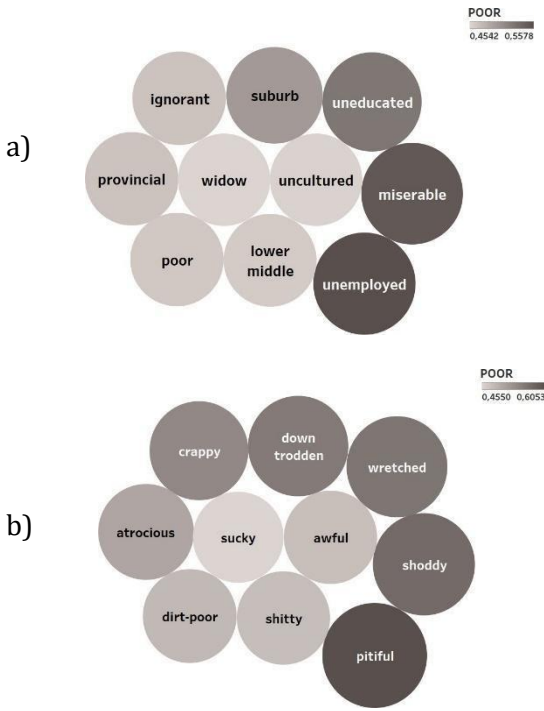 POOR
0,4542 0,5578
a)
ignorant
suburb
uneducated
provincial
widow
uncultured
miserable
poor
lower
middle
unemployed
POOR
0,4550 0,6053
b)
crappy
down
trodden
wretched
atrocious
sucky
awful
shoddy
dirt-poor
shitty
pitiful